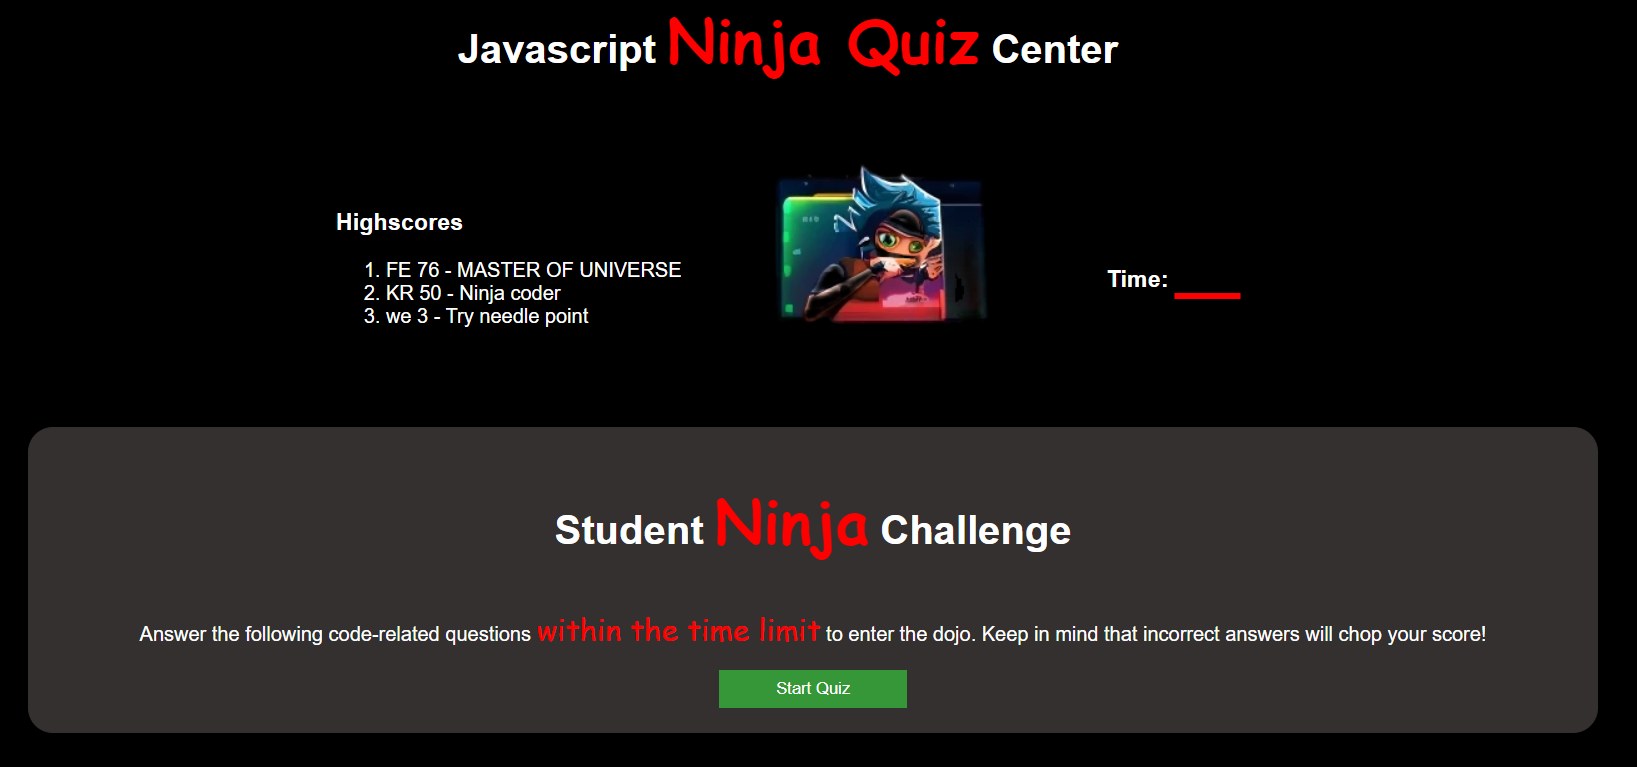 Javascript Ninja Quiz Center
Highscores
1. FE 76 - MASTER OF UNIVERSE
2. KR 50 - Ninja coder
3. we 3 - Try needle point
Time:
Student Ninja Challenge
Answer the following code-related questions within the time limit to enter the dojo. Keep in mind that incorrect answers will chop your score!
Start Quiz